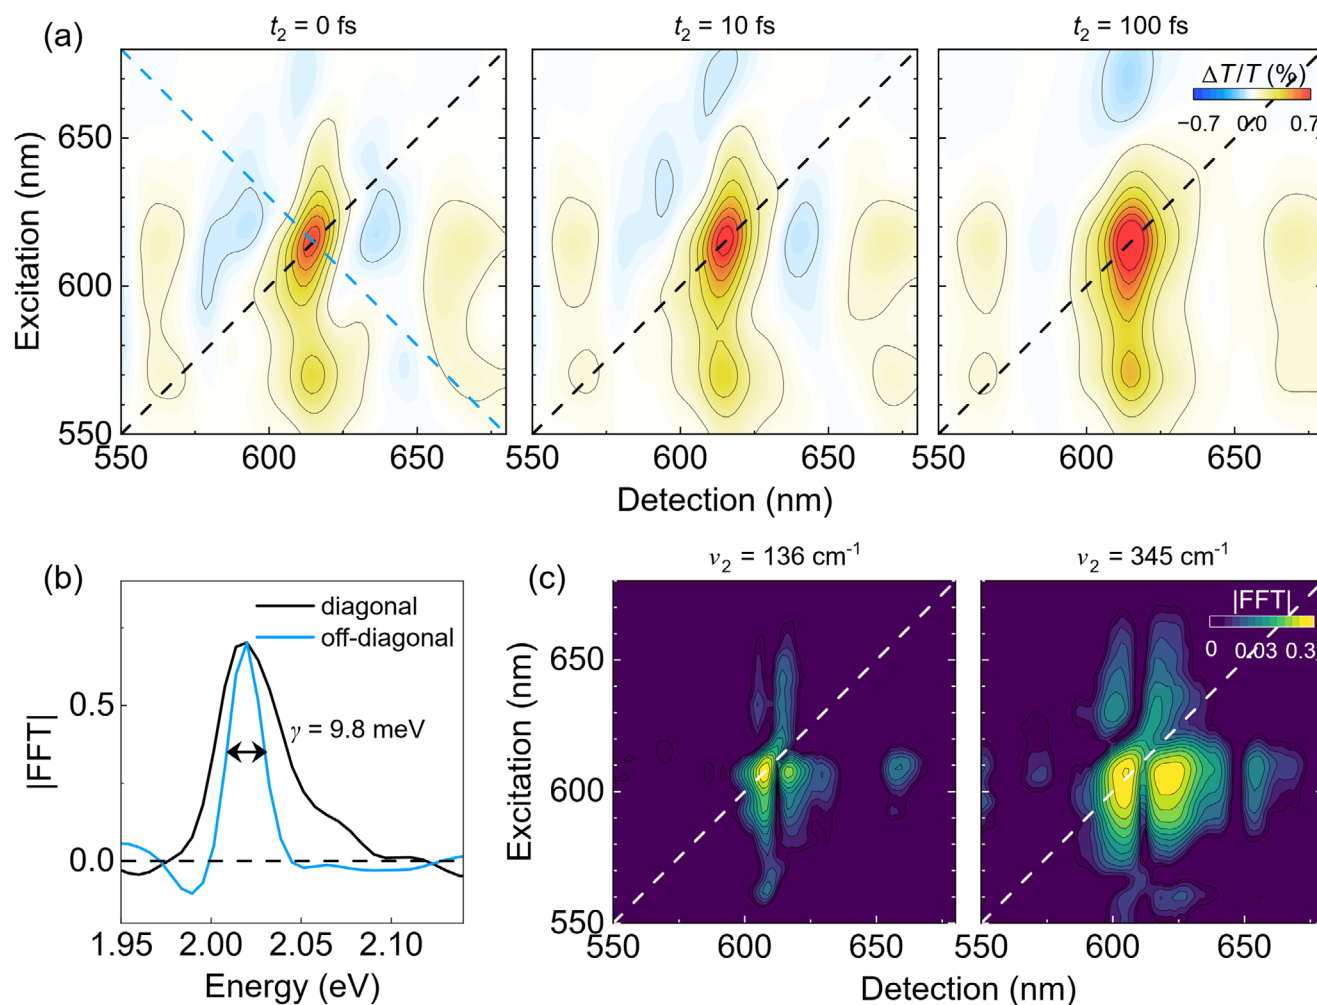 (a)
t₂ = 0 fs
t₂ = 10 fs
t₂ = 100 fs
ΔT/T (%)
−0.7 0.0 0.7
Excitation (nm)
650
600
550
550 600 650
550 600 650
550 600 650
Detection (nm)
(b)
diagonal
off-diagonal
γ = 9.8 meV
|FFT|
0.5
0.0
1.95 2.00 2.05 2.10
Energy (eV)
(c)
ν₂ = 136 cm⁻¹
ν₂ = 345 cm⁻¹
|FFT|
0 0.03 0.3
Excitation (nm)
650
600
550
550 600 650
550 600 650
Detection (nm)